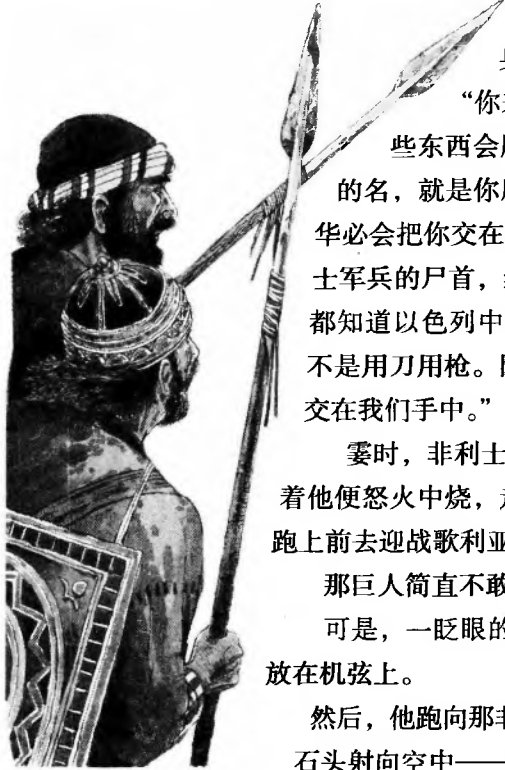 “你来
些东西会
的名，就是你
华必会把你交在
士军兵的尸首，
都知道以色列中
不是用刀用枪。
交在我们手中。”
霎时，非利士
着他便怒火中烧，
跑上前去迎战歌利亚
那巨人简直不敢
可是，一眨眼的
放在机弦上。
然后，他跑向那非
石头射向空中——